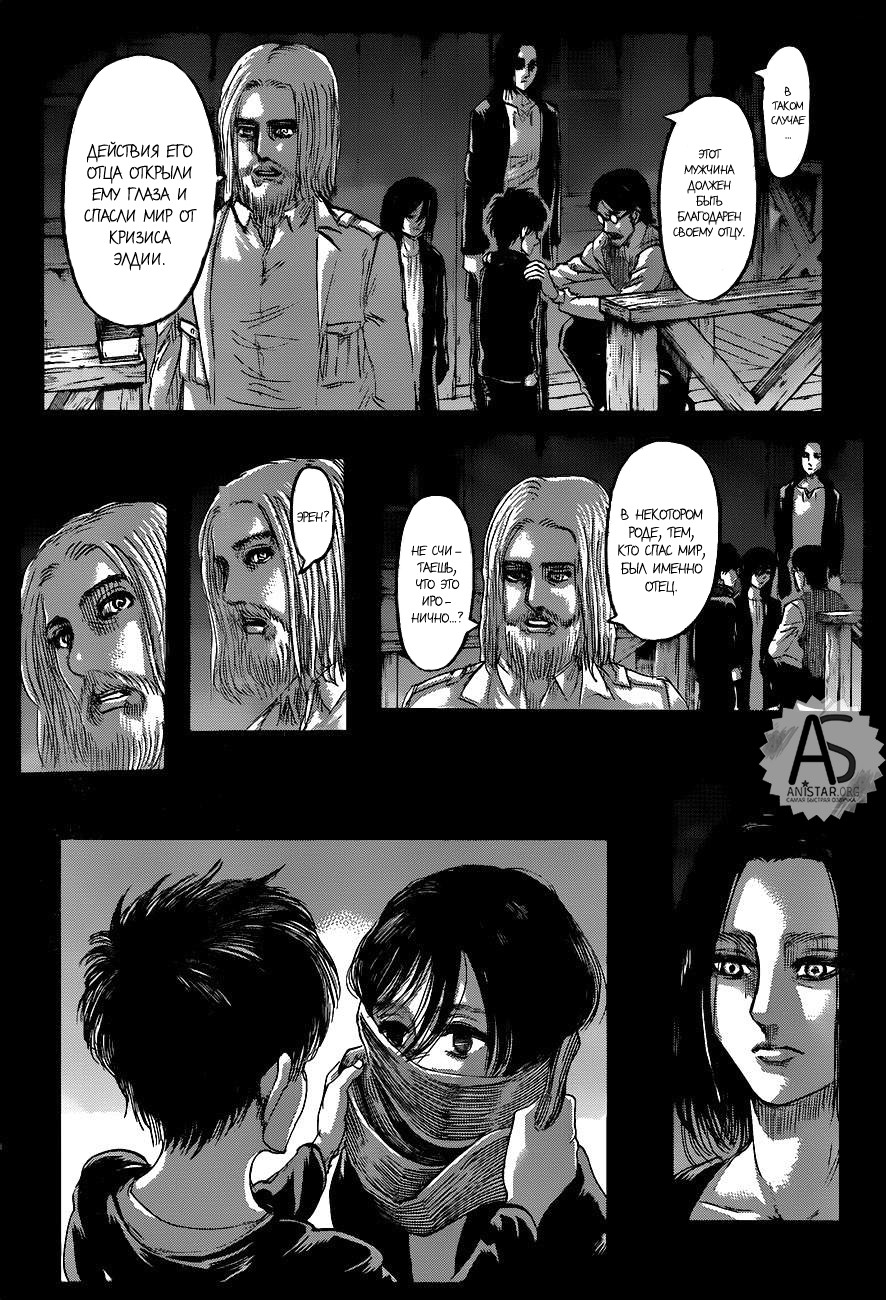 В
ТАКОМ
СЛУЧАЕ
...
ЭТОТ
МУЖЧИНА
ДОЛЖЕН
БЫТЬ
БЛАГОДАРЕН
СВОЕМУ ОТЦУ.
ДЕЙСТВИЯ ЕГО
ОТЦА ОТКРЫЛИ
ЕМУ ГЛАЗА И
СПАСЛИ МИР ОТ
КРИЗИСА
ЭЛДИИ.
В НЕКОТОРОМ
РОДЕ, ТЕМ,
КТО СПАС МИР,
БЫЛ ИМЕННО
ОТЕЦ.
НЕ СЧИ -
ТАЕШЬ,
ЧТО ЭТО
ИРО -
НИЧНО...?
ЭРЕН?
AS
ANISTAR.ORG
САМАЯ БЫСТРАЯ ОЗВУЧКА